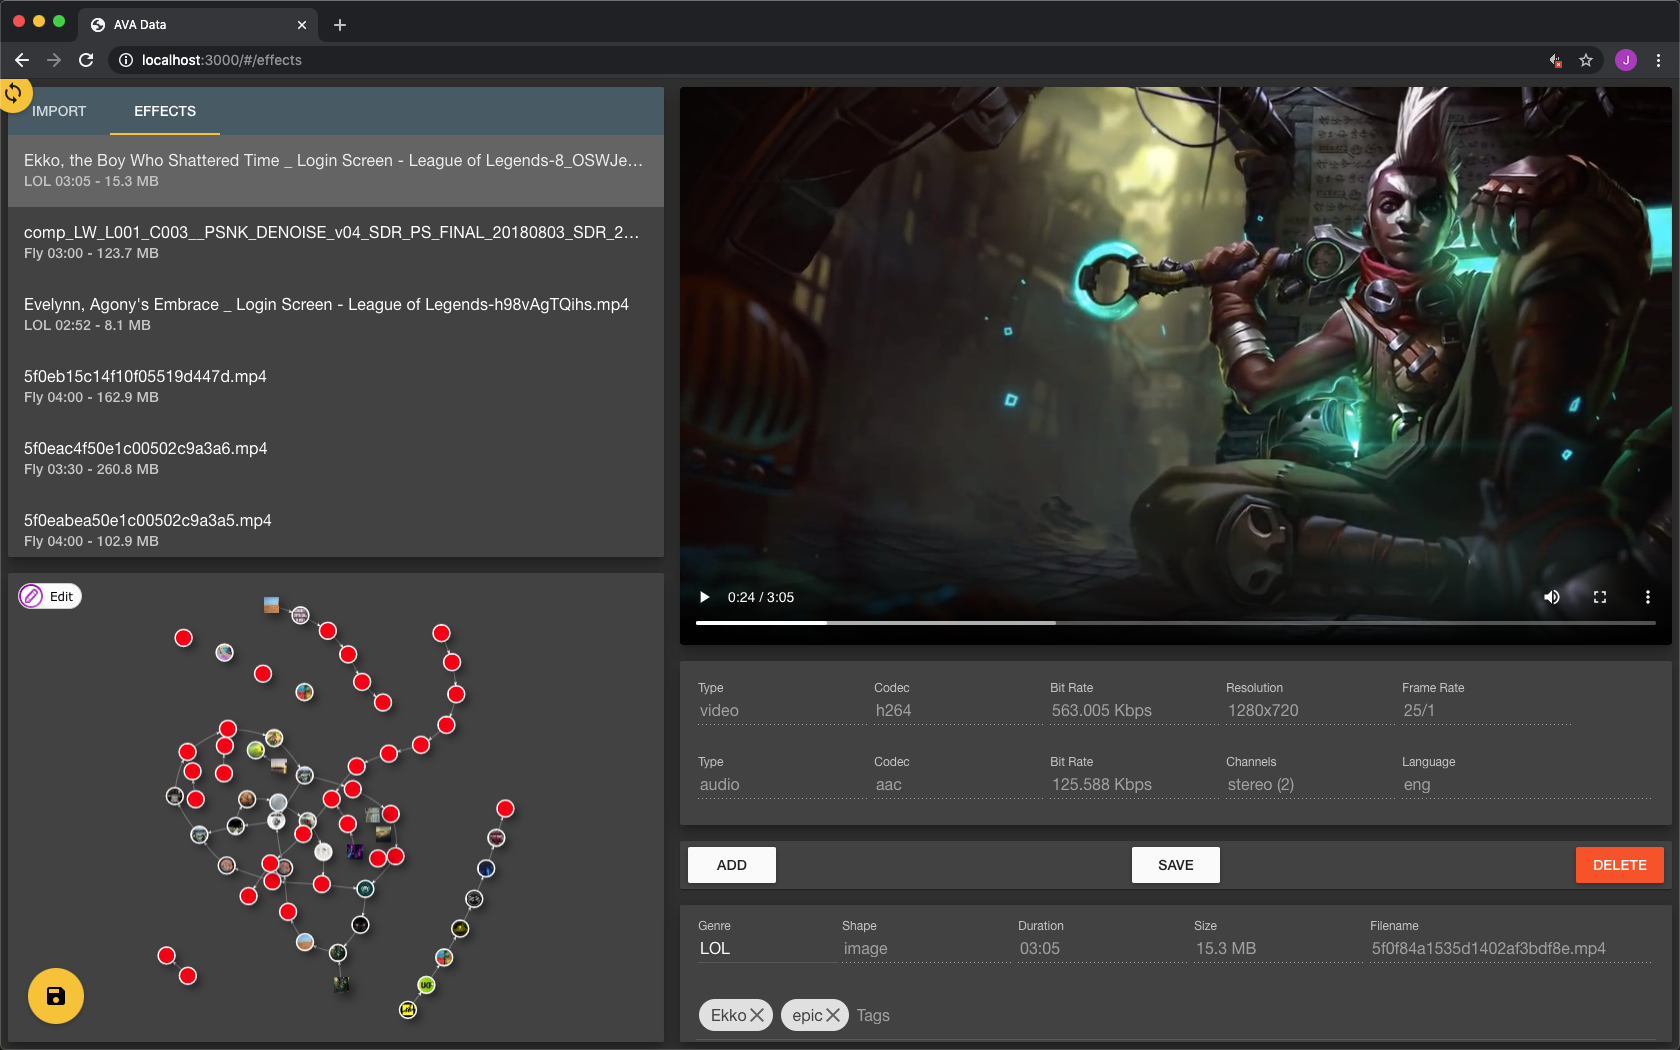 AVA Data
localhost:3000/#/effects
J
IMPORT
EFFECTS
Ekko, the Boy Who Shattered Time _ Login Screen - League of Legends-8_OSWJe…
LOL 03:05 - 15.3 MB
comp_LW_L001_C003__PSNK_DENOISE_v04_SDR_PS_FINAL_20180803_SDR_2…
Fly 03:00 - 123.7 MB
Evelynn, Agony's Embrace _ Login Screen - League of Legends-h98vAgTQihs.mp4
LOL 02:52 - 8.1 MB
5f0eb15c14f10f05519d447d.mp4
Fly 04:00 - 162.9 MB
5f0eac4f50e1c00502c9a3a6.mp4
Fly 03:30 - 260.8 MB
5f0eabea50e1c00502c9a3a5.mp4
Fly 04:00 - 102.9 MB
Edit
UKF
0:24 / 3:05
Type Codec Bit Rate Resolution Frame Rate
video h264 563.005 Kbps 1280x720 25/1
Type Codec Bit Rate Channels Language
audio aac 125.588 Kbps stereo (2) eng
ADD SAVE DELETE
Genre Shape Duration Size Filename
LOL image 03:05 15.3 MB 5f0f84a1535d1402af3bdf8e.mp4
Ekko epic Tags